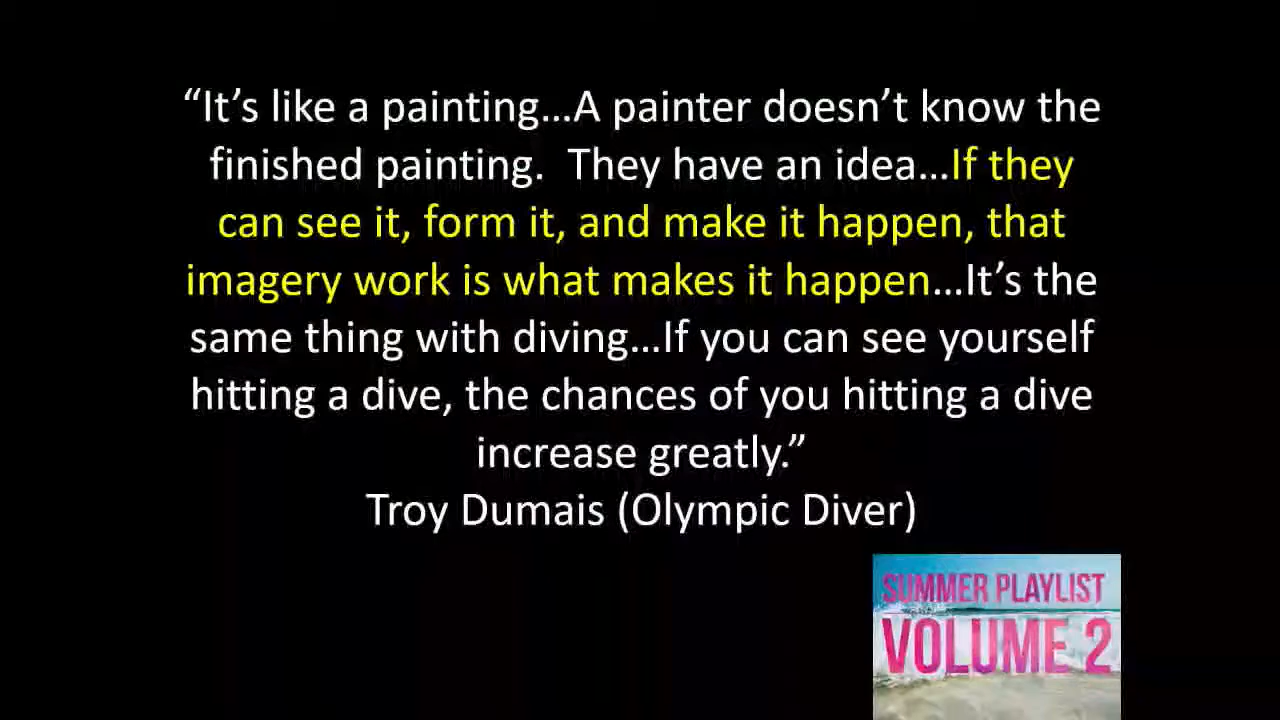 “It’s like a painting…A painter doesn’t know the
finished painting.  They have an idea…If they
can see it, form it, and make it happen, that
imagery work is what makes it happen…It’s the
same thing with diving…If you can see yourself
hitting a dive, the chances of you hitting a dive
increase greatly.”
Troy Dumais (Olympic Diver)
SUMMER PLAYLIST
VOLUME 2